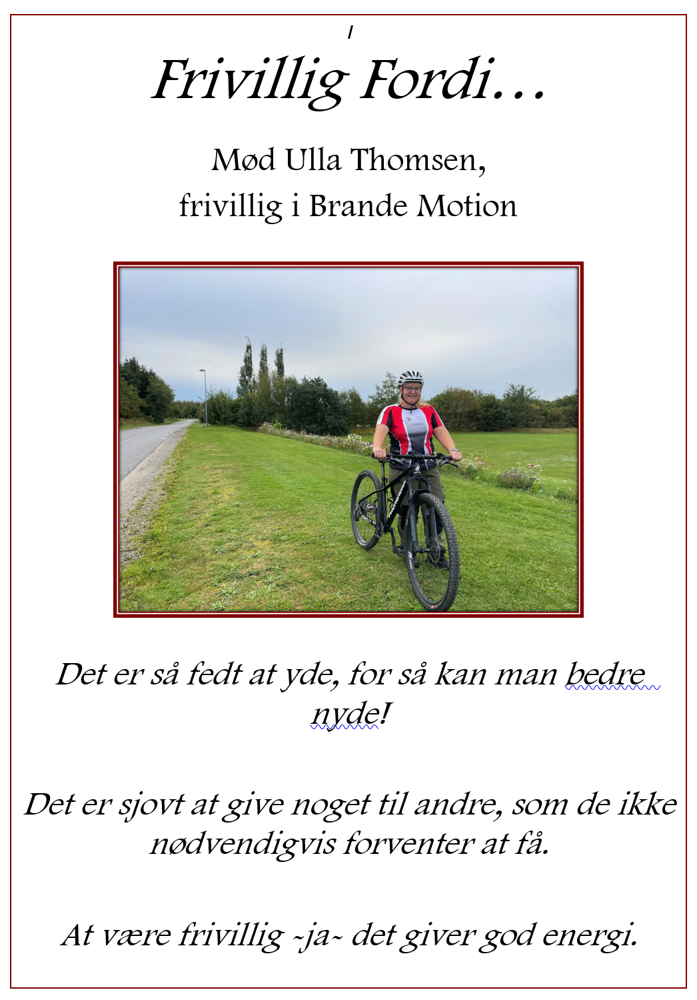 I
Frivillig Fordi...
Mød Ulla Thomsen,
frivillig i Brande Motion
Det er så fedt at yde, for så kan man bedre
nyde!
Det er sjovt at give noget til andre, som de ikke
nødvendigvis forventer at få.
At være frivillig ~ja~ det giver god energi.